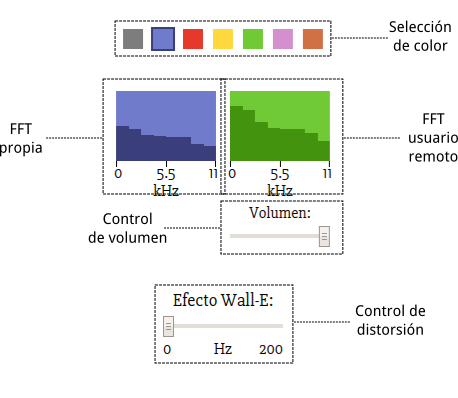 Selección
de color
FFT
propia
0 5.5 11
kHz
0 5.5 11
kHz
FFT
usuario
remoto
Control
de volumen
Volumen:
Efecto Wall-E:
0 Hz 200
Control de
distorsión